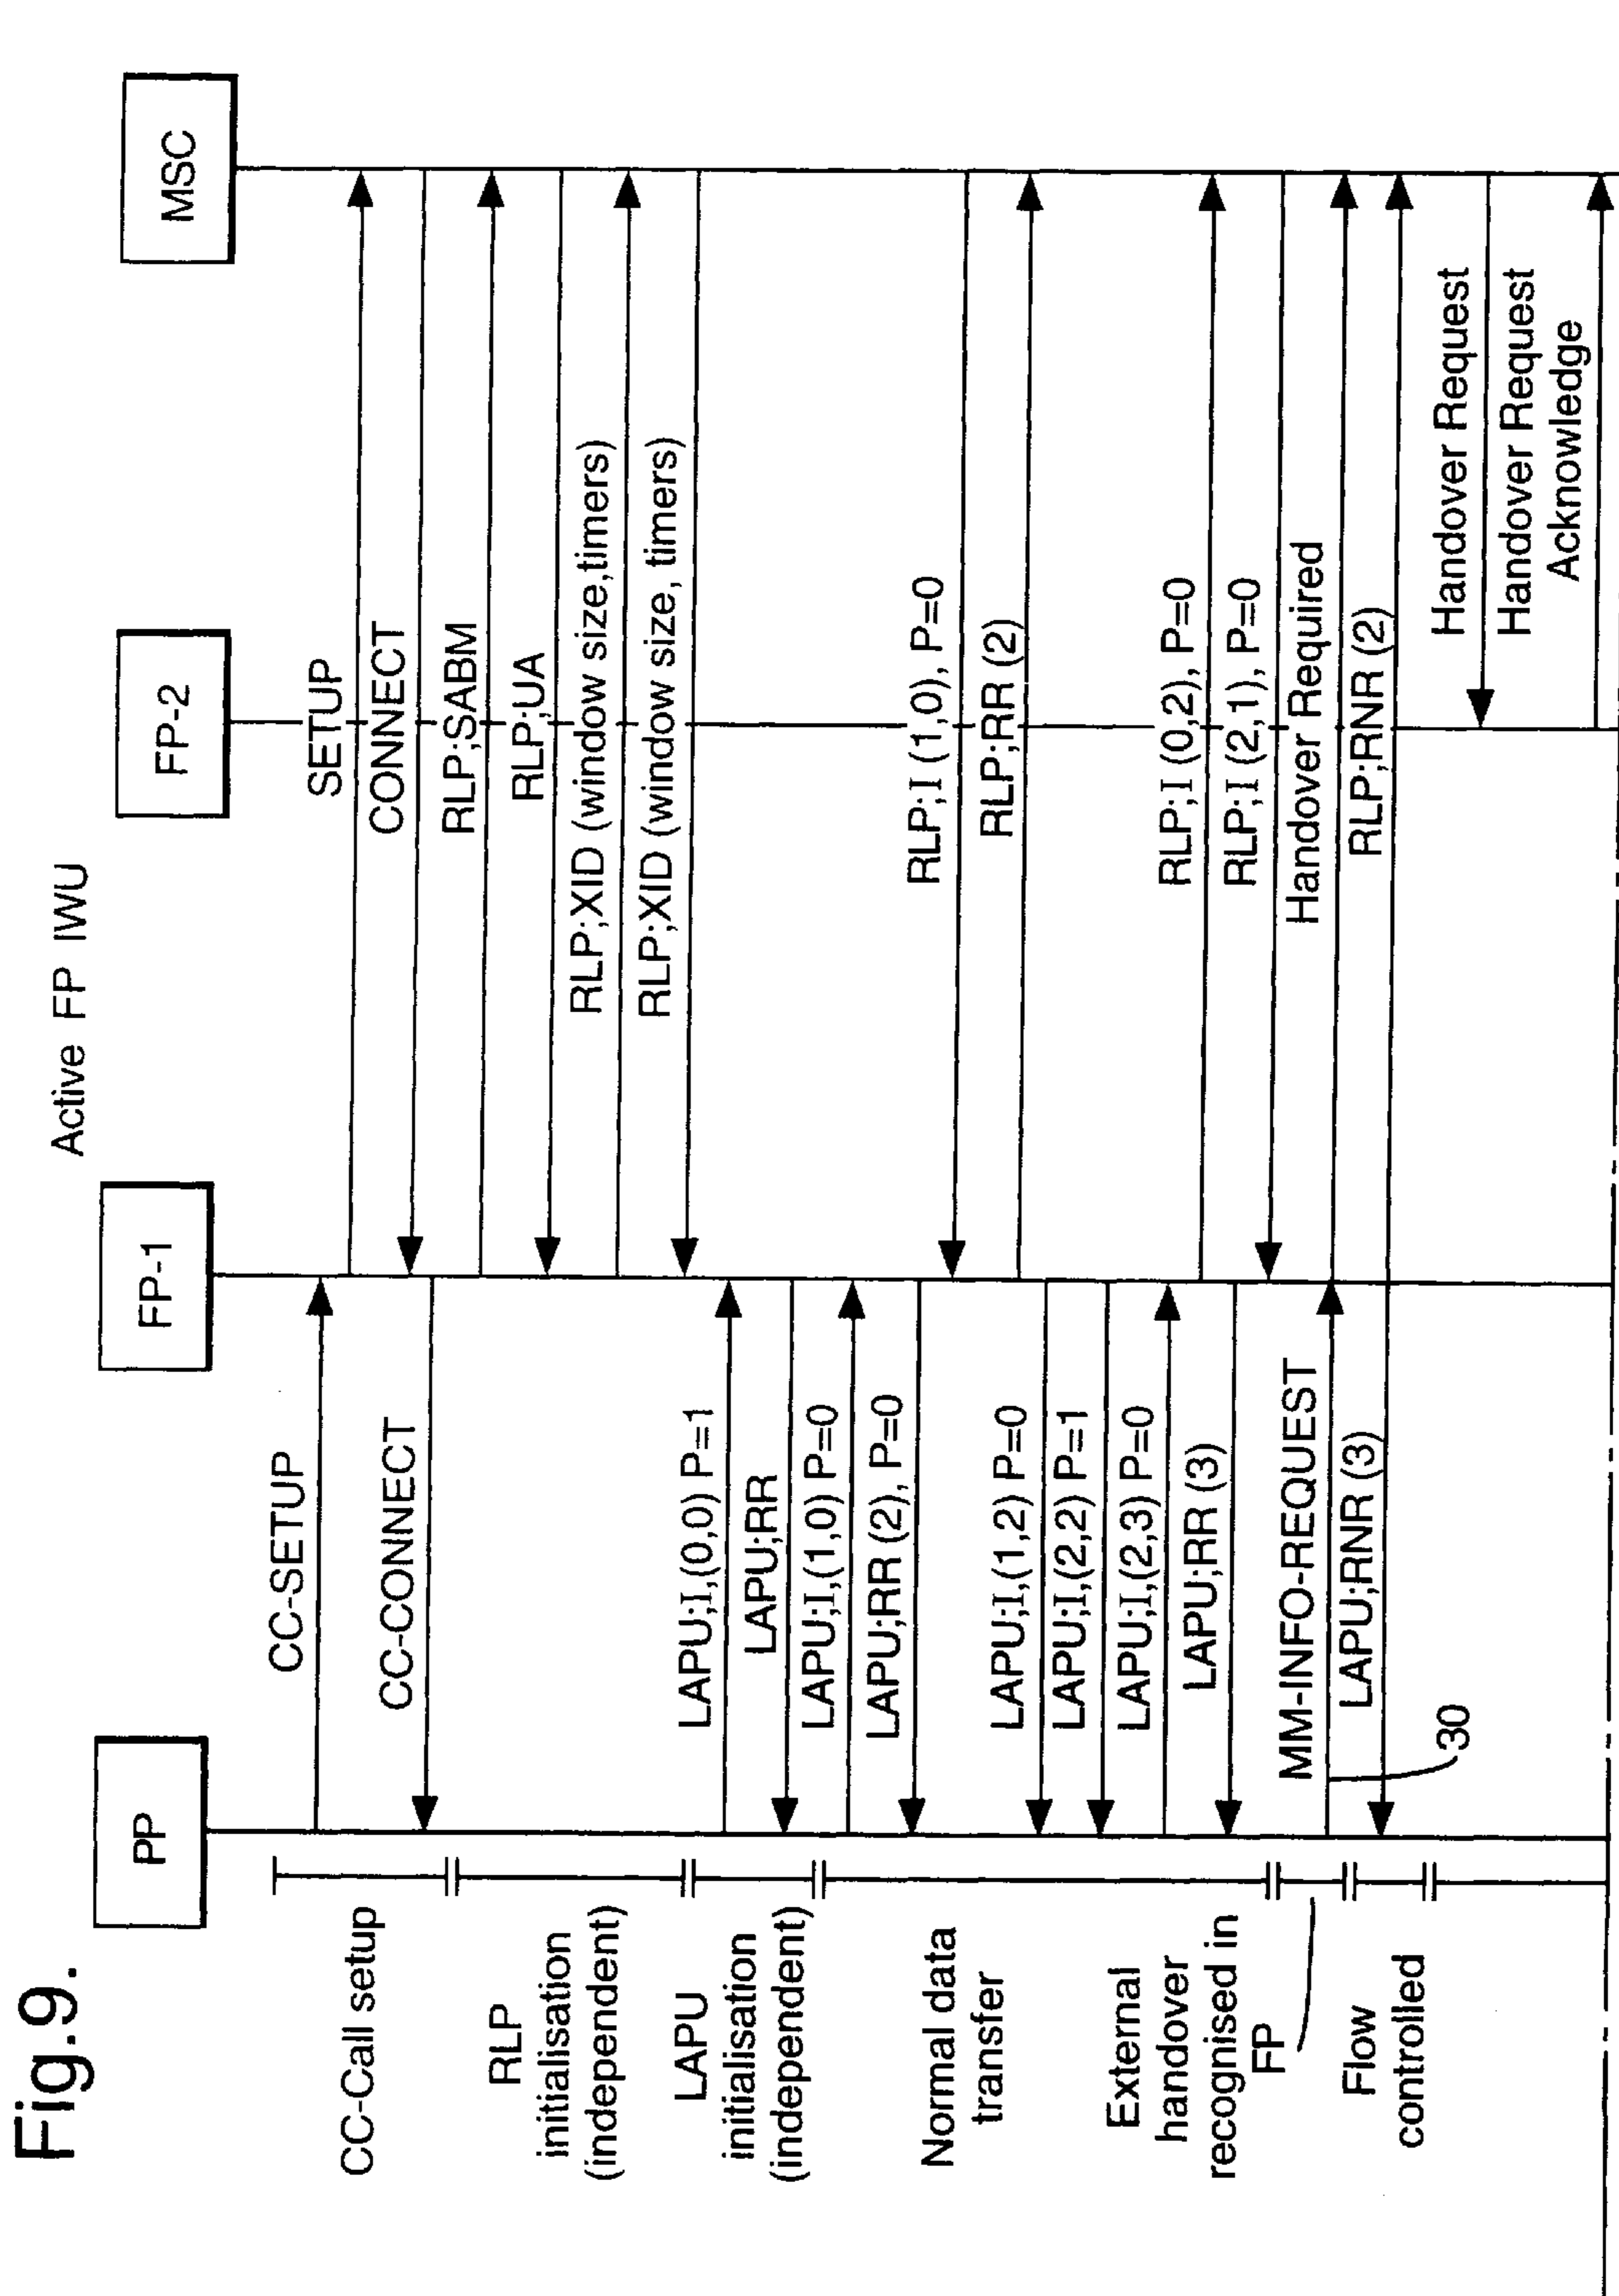 Fig.9.
Active FP IWU
PP
FP-1
FP-2
MSC
CC-Call setup
RLP
initialisation
(independent)
LAPU
initialisation
(independent)
Normal data
transfer
External
handover
recognised in
FP
Flow
controlled
CC-SETUP
CC-CONNECT
LAPU;I,(0,0) P=1
LAPU;RR
LAPU;I,(1,0) P=0
LAPU;RR (2), P=0
LAPU;I,(1,2) P=0
LAPU;I,(2,2) P=1
LAPU;I,(2,3) P=0
LAPU;RR (3)
MM-INFO-REQUEST
LAPU;RNR (3)
30
SETUP
CONNECT
RLP;SABM
RLP;UA
RLP;XID (window size,timers)
RLP;XID (window size, timers)
RLP;I (1,0), P=0
RLP;RR (2)
RLP;I (0,2), P=0
RLP;I (2,1), P=0
Handover Required
RLP;RNR (2)
Handover Request
Handover Request
Acknowledge